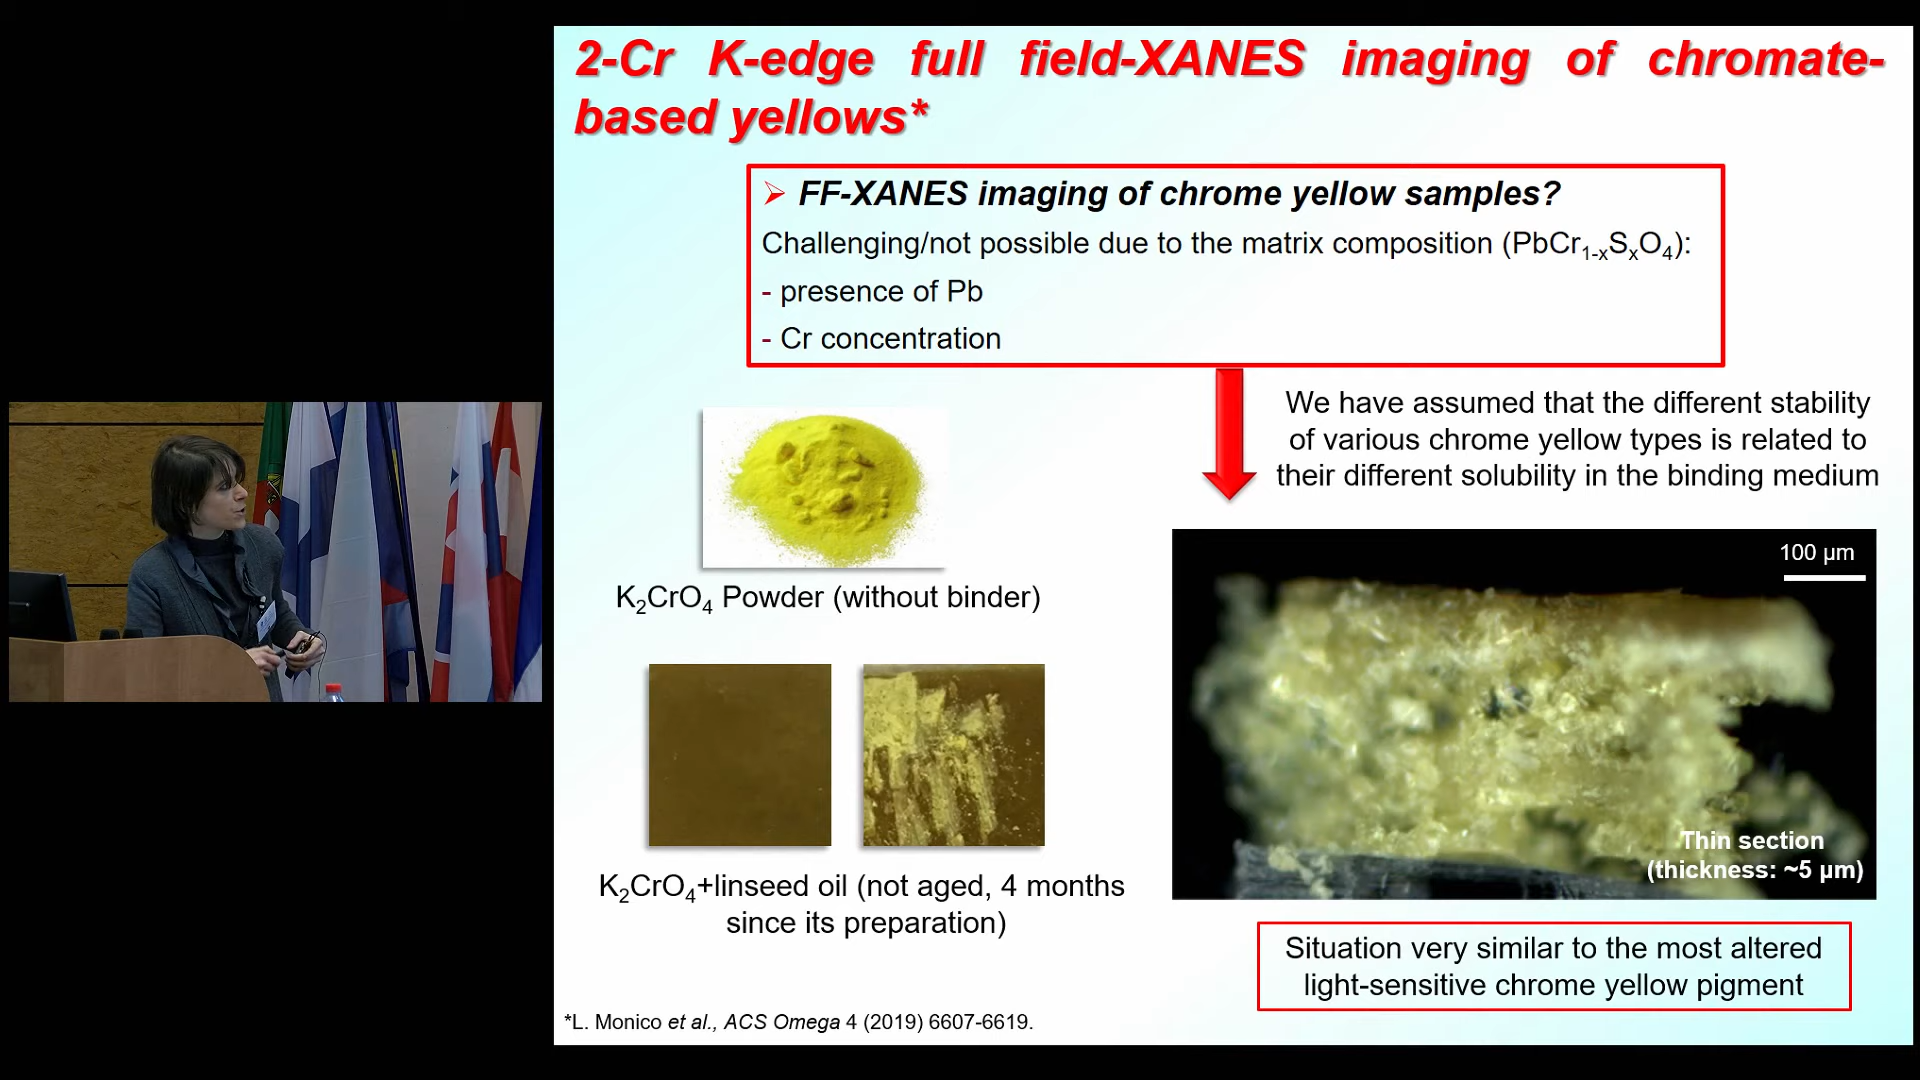 2-Cr K-edge full field-XANES imaging of chromate-
based yellows*
➢ FF-XANES imaging of chrome yellow samples?
Challenging/not possible due to the matrix composition (PbCr₁₋ₓSₓO₄):
- presence of Pb
- Cr concentration
We have assumed that the different stability
of various chrome yellow types is related to
their different solubility in the binding medium
K₂CrO₄ Powder (without binder)
100 µm
Thin section
(thickness: ~5 µm)
K₂CrO₄+linseed oil (not aged, 4 months
since its preparation)
Situation very similar to the most altered
light-sensitive chrome yellow pigment
*L. Monico et al., ACS Omega 4 (2019) 6607-6619.